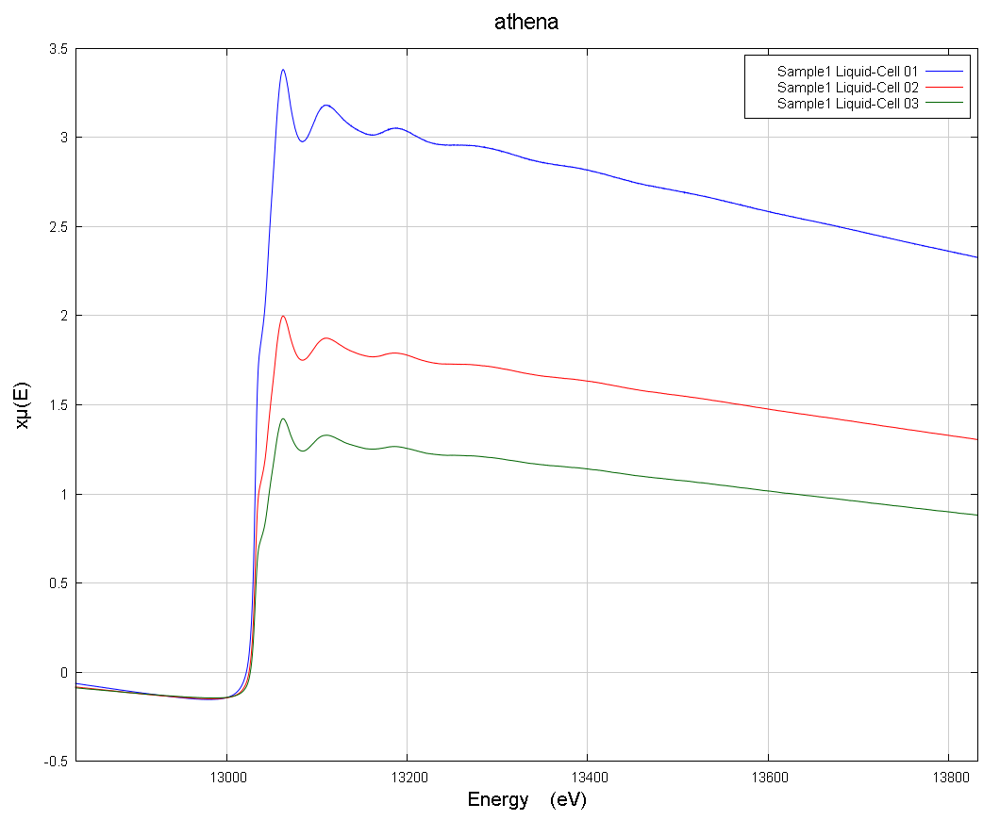 athena
3.5
3
2.5
2
1.5
1
0.5
0
-0.5
xμ(E)
Sample1 Liquid-Cell 01
Sample1 Liquid-Cell 02
Sample1 Liquid-Cell 03
13000 13200 13400 13600 13800
Energy (eV)